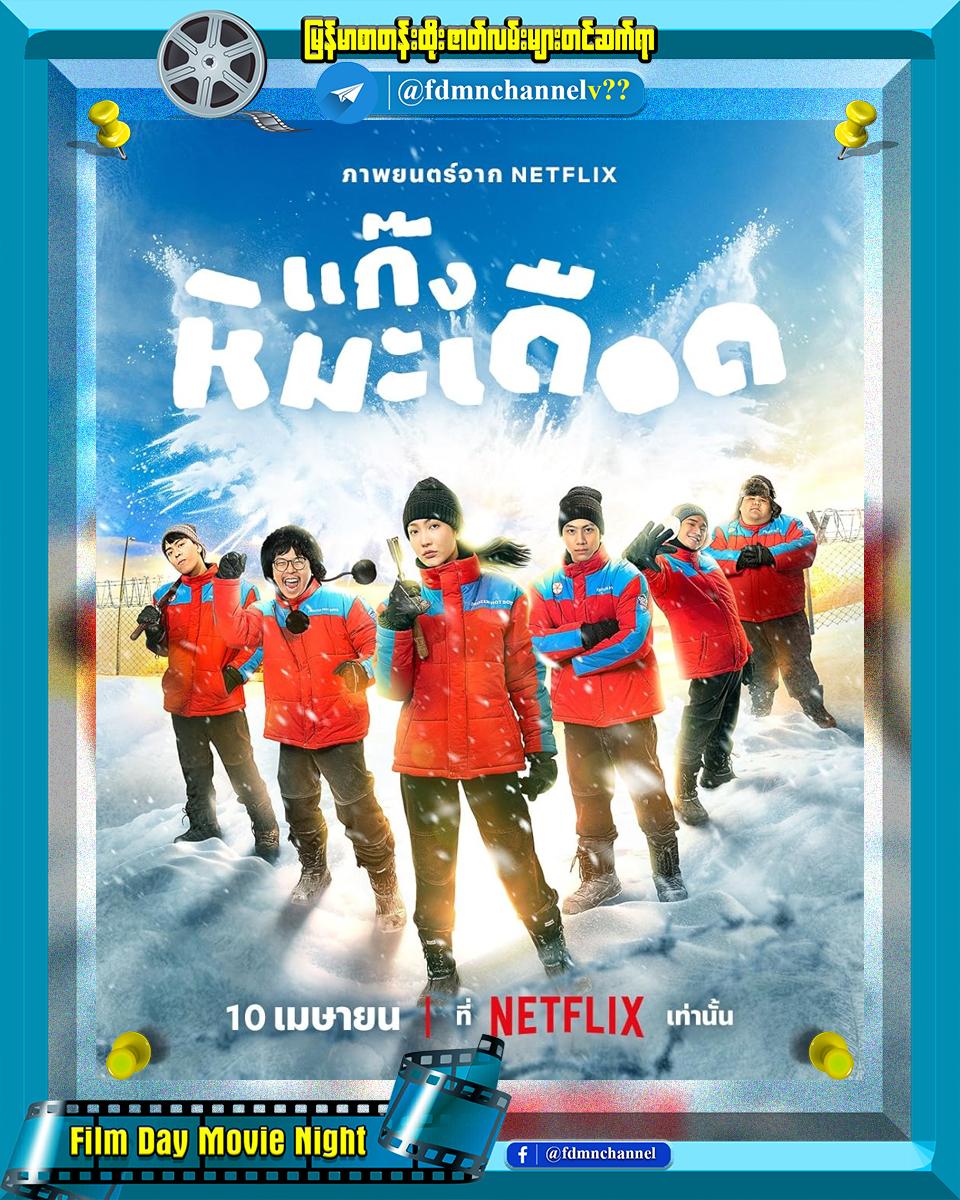 မြန်မာစာတန်းထိုးဇာတ်လမ်းများတင်ဆက်ရာ
@fdmnchannelv??
ภาพยนตร์จาก NETFLIX
แก๊ง
หิมะเดือด
10 เมษายน | ที่ NETFLIX เท่านั้น
Film Day Movie Night
f | @fdmnchannel